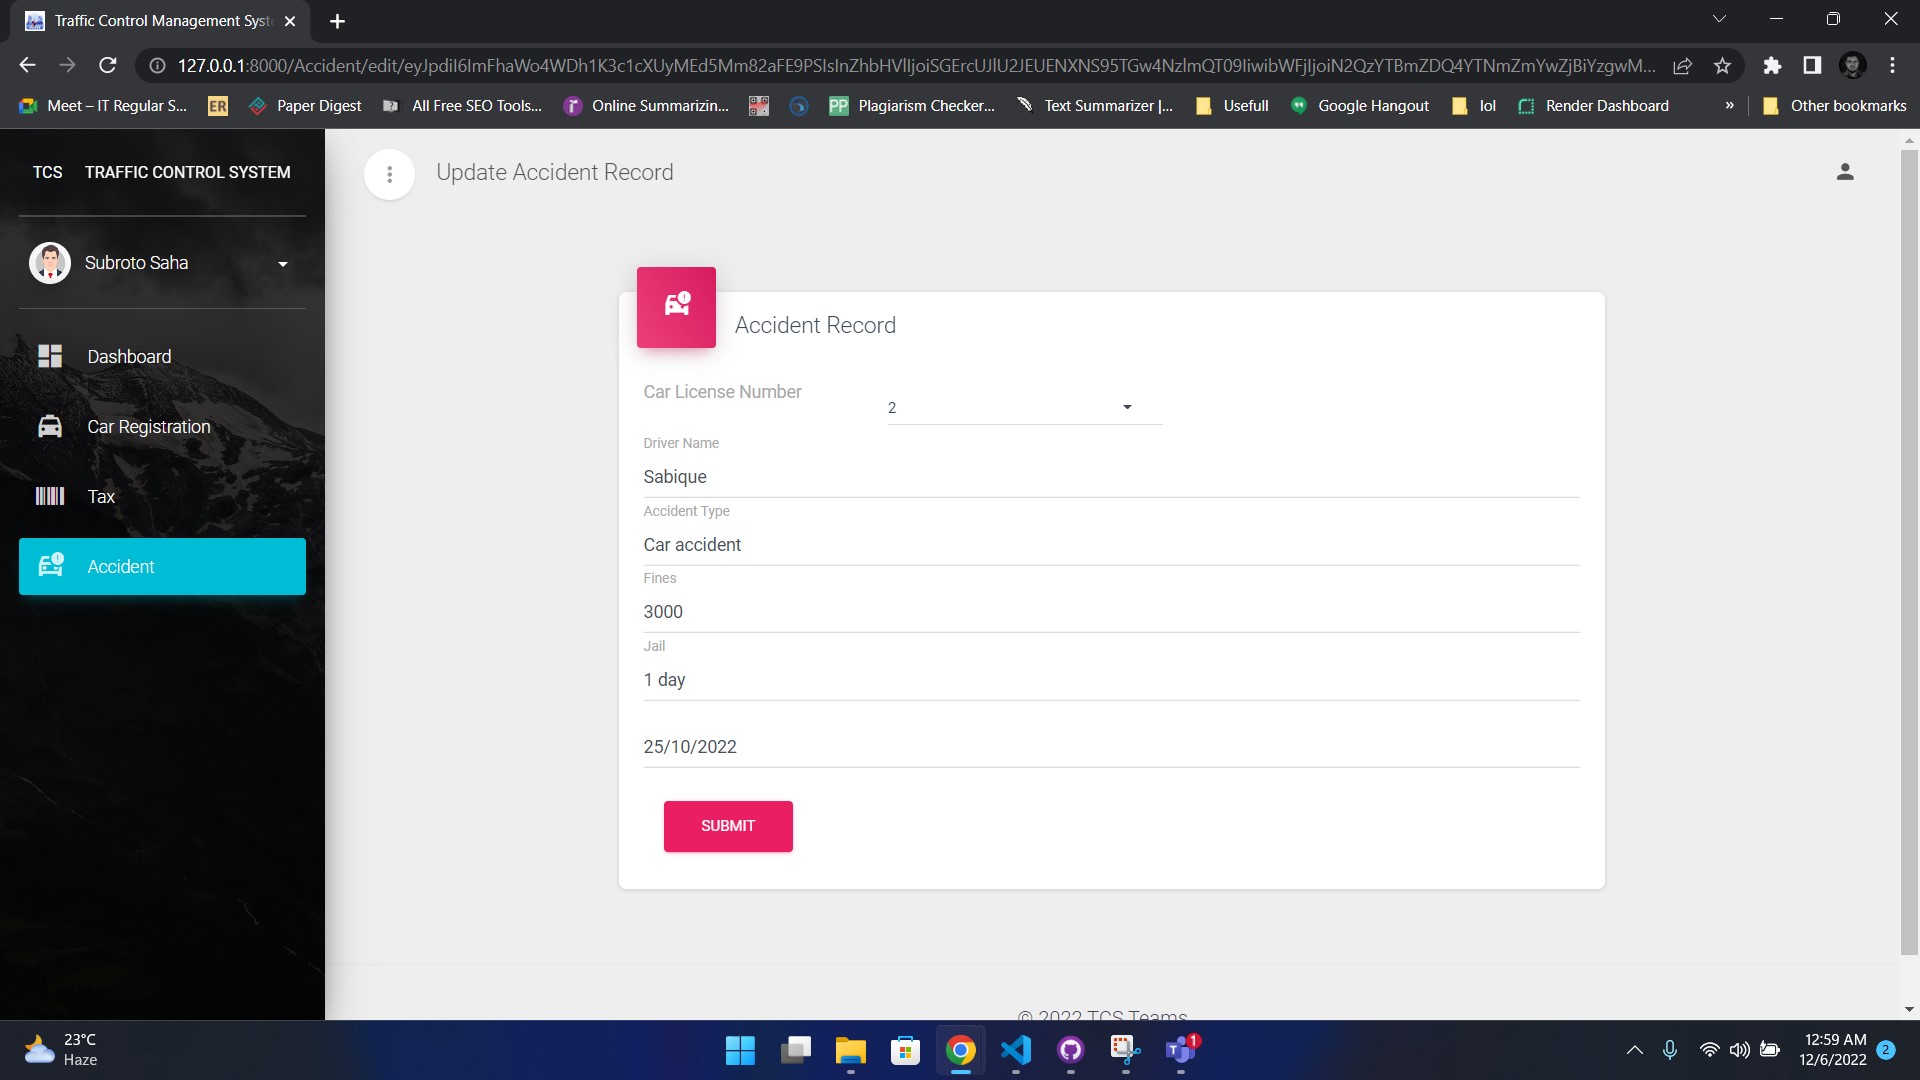 Traffic Control Management Syst
127.0.0.1:8000/Accident/edit/
Meet – IT Regular S...
ER
Paper Digest
All Free SEO Tools...
Online Summarizin...
PP
Plagiarism Checker...
Text Summarizer |...
Usefull
Google Hangout
lol
Render Dashboard
»
Other bookmarks
TCS TRAFFIC CONTROL SYSTEM
Update Accident Record
Subroto Saha
Dashboard
Car Registration
Tax
Accident
Accident Record
Car License Number
2
Driver Name
Sabique
Accident Type
Car accident
Fines
3000
Jail
1 day
25/10/2022
SUBMIT
© 2022 TCS Teams
23°C
Haze
1
12:59 AM
12/6/2022
2